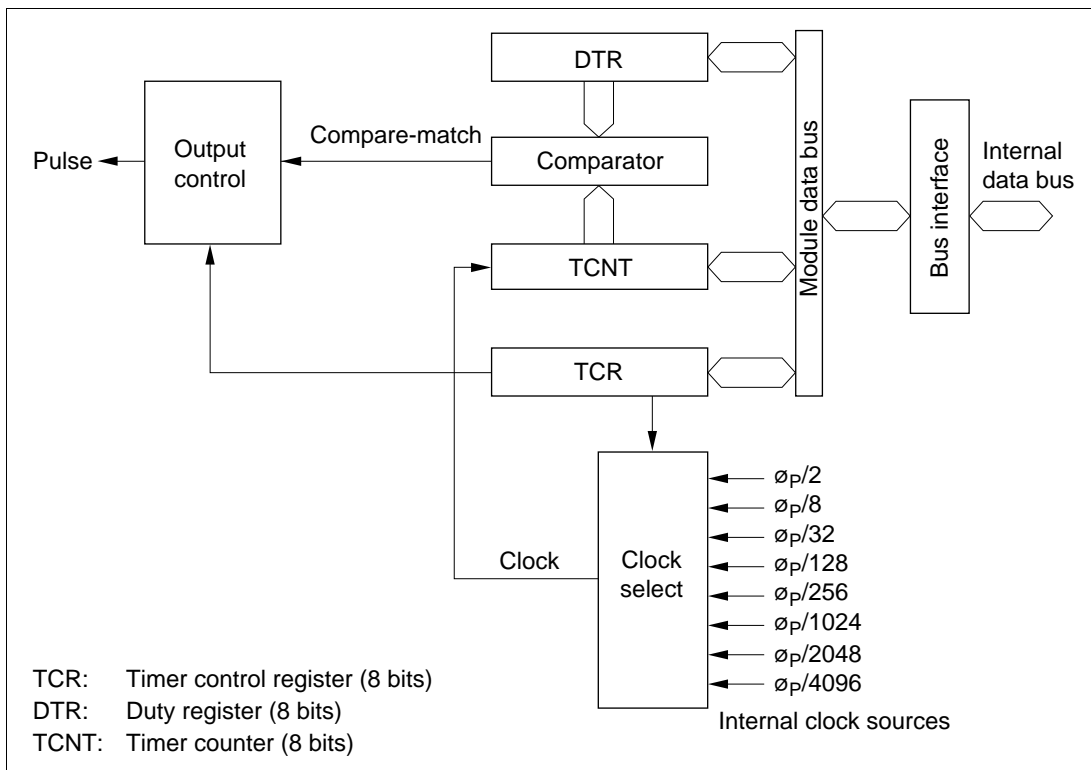 DTR
Compare-match
Pulse
Output
control
Comparator
Module data bus
Bus interface
Internal
data bus
TCNT
TCR
Clock
Clock
select
øP/2
øP/8
øP/32
øP/128
øP/256
øP/1024
øP/2048
øP/4096
Internal clock sources
TCR: Timer control register (8 bits)
DTR: Duty register (8 bits)
TCNT: Timer counter (8 bits)